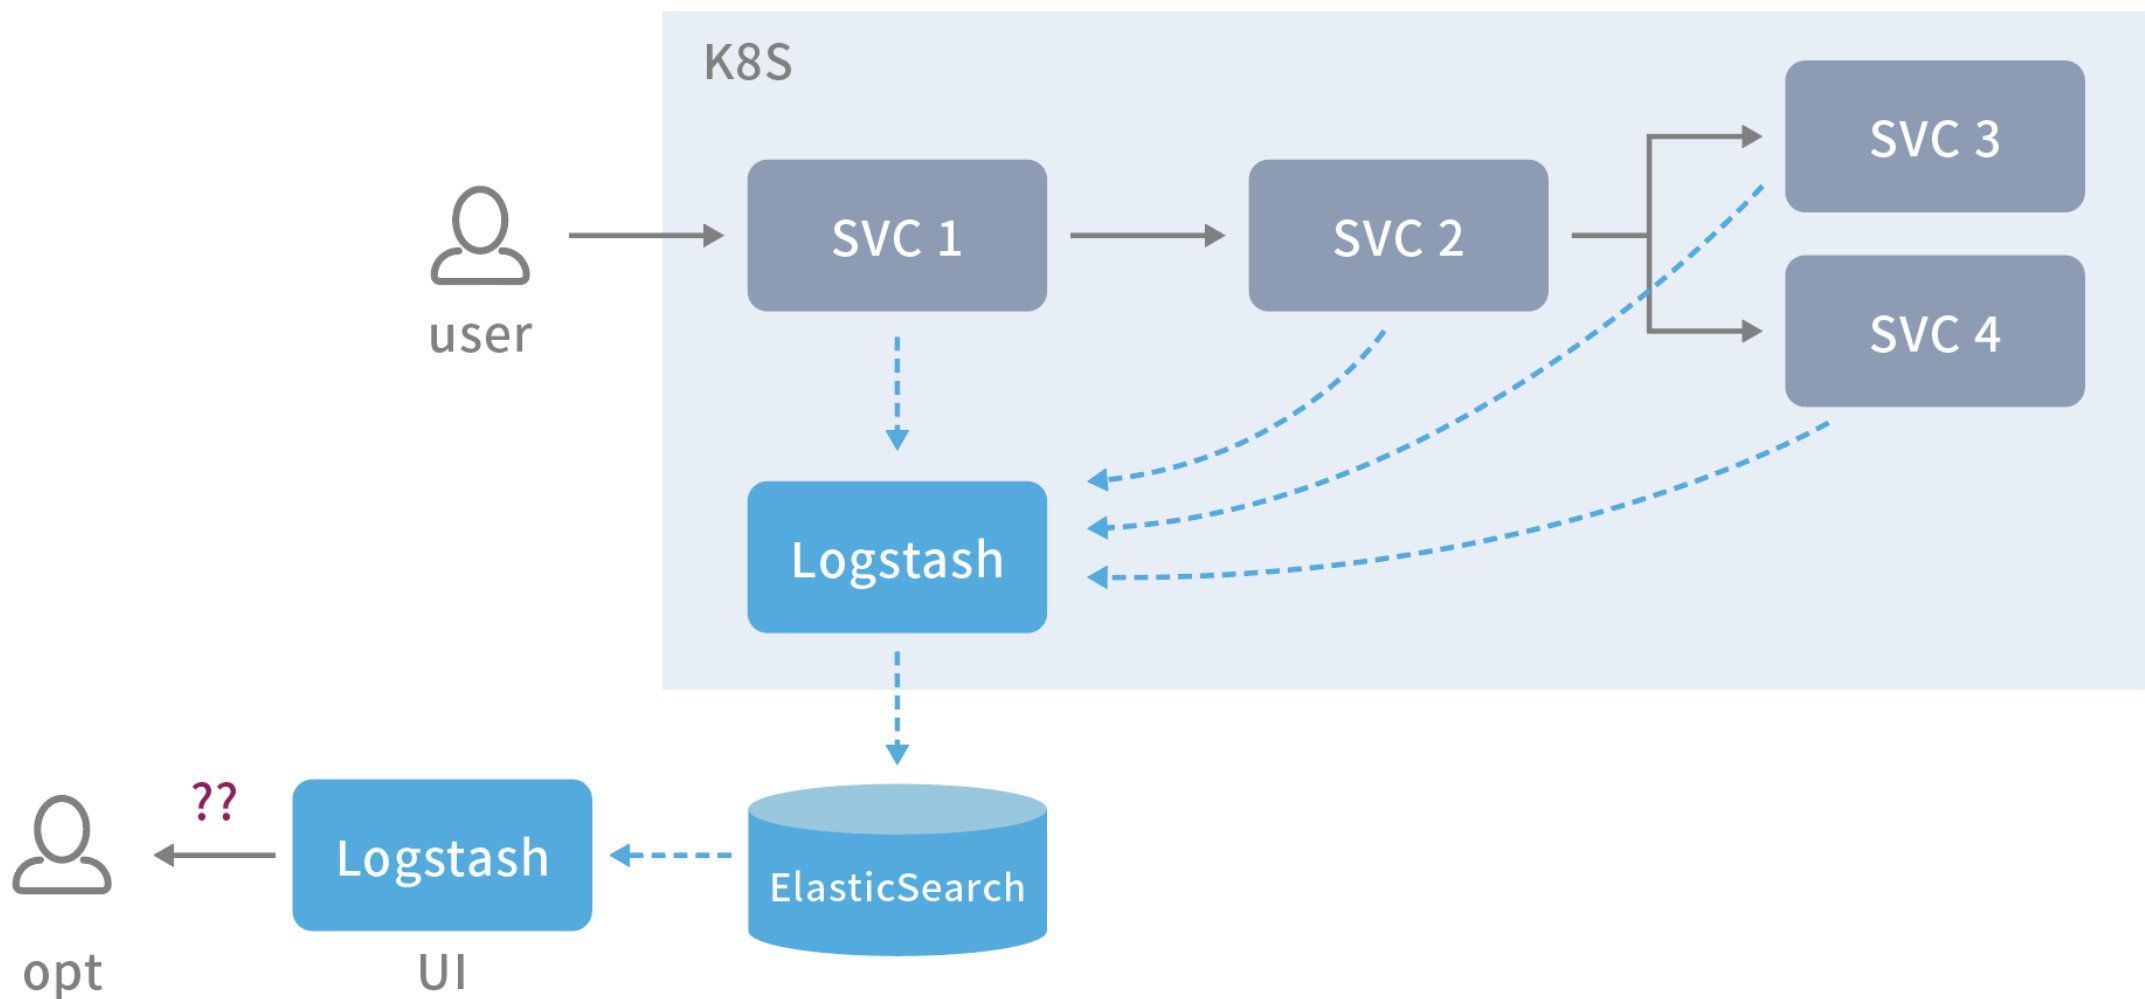 K8S
SVC 3
SVC 1
SVC 2
user
SVC 4
Logstash
??
Logstash
ElasticSearch
opt
UI